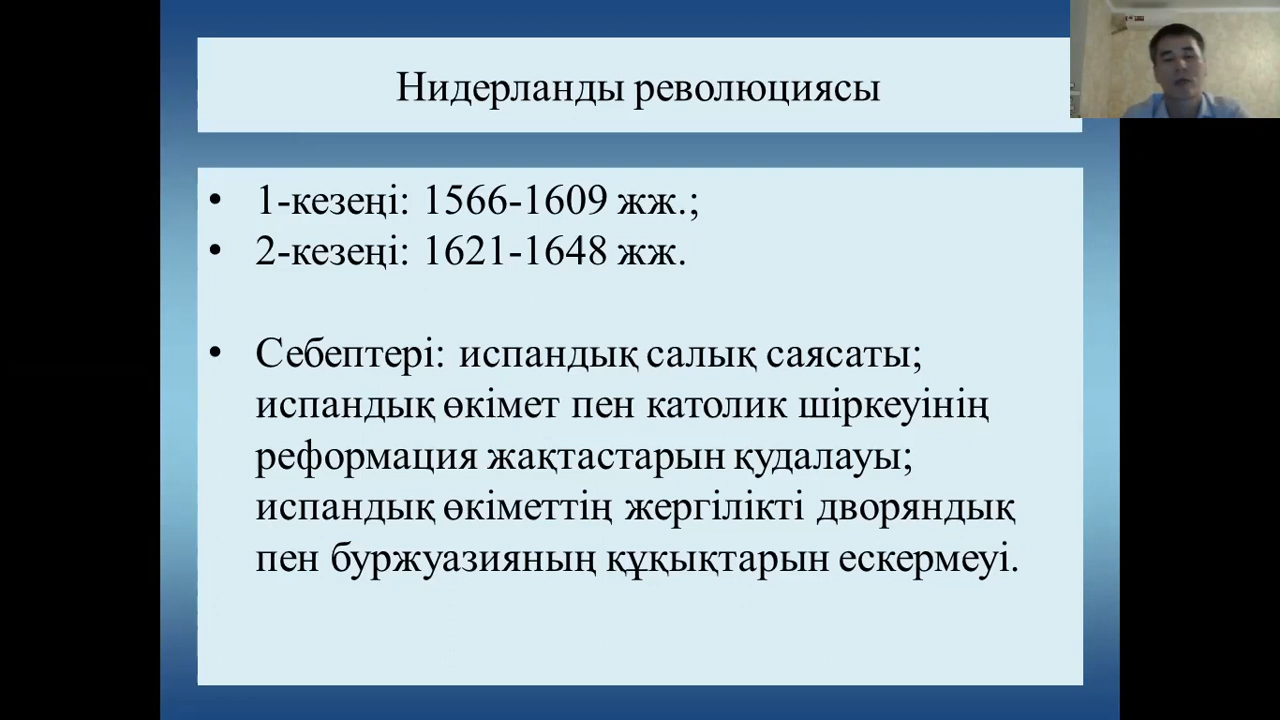 Нидерланды революциясы
• 1-кезеңі: 1566-1609 жж.;
• 2-кезеңі: 1621-1648 жж.
• Себептері: испандық салық саясаты;
испандық өкімет пен католик шіркеуінің
реформация жақтастарын қудалауы;
испандық өкіметтің жергілікті дворяндық
пен буржуазияның құқықтарын ескермеуі.